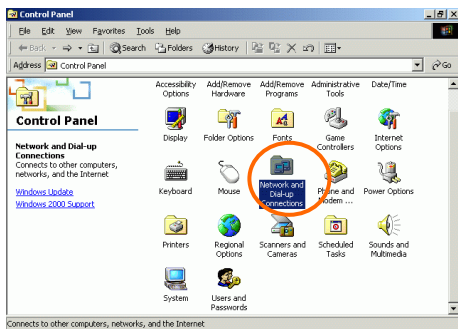 Control Panel
File Edit View Favorites Tools Help
Back Search Folders History
Address Control Panel Go
Control Panel
Network and Dial-up
Connections
Connects to other computers,
networks, and the Internet
Windows Update
Windows 2000 Support
Accessibility Options
Add/Remove Hardware
Add/Remove Programs
Administrative Tools
Date/Time
Display
Folder Options
Fonts
Game Controllers
Internet Options
Keyboard
Mouse
Network and Dial-up Connections
Phone and Modem ...
Power Options
Printers
Regional Options
Scanners and Cameras
Scheduled Tasks
Sounds and Multimedia
System
Users and Passwords
Connects to other computers, networks, and the Internet